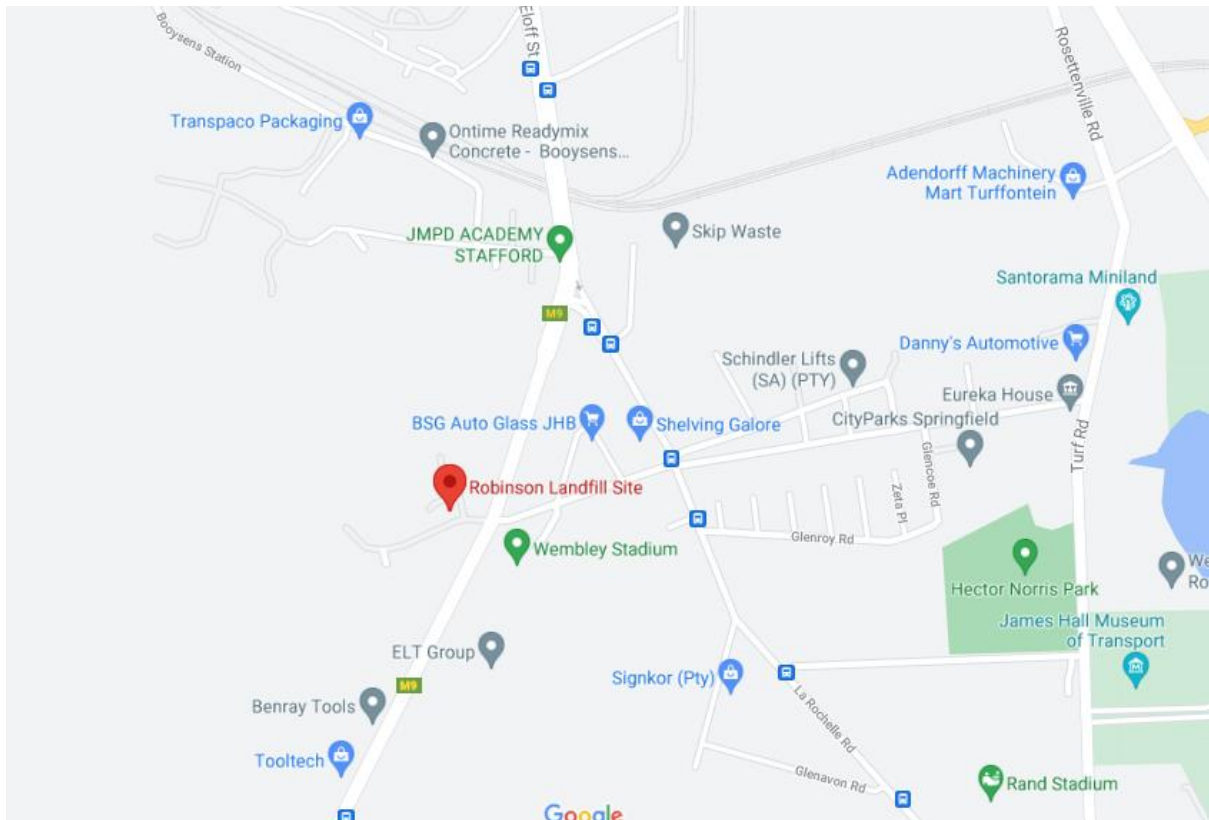 Eloff St
Booysens Station
Rosettenville Rd
Transpaco Packaging
Ontime Readymix
Concrete - Booysens...
Adendorff Machinery
Mart Turffontein
JMPD ACADEMY
STAFFORD
Skip Waste
Santorama Miniland
M9
Danny's Automotive
Schindler Lifts
(SA) (PTY)
Eureka House
BSG Auto Glass JHB
Shelving Galore
CityParks Springfield
Turf Rd
Glencoe Rd
Robinson Landfill Site
Zeta Pl
Glenroy Rd
Wembley Stadium
We
Ro
Hector Norris Park
James Hall Museum
of Transport
ELT Group
M9
Signkor (Pty)
Benray Tools
La Rochelle Rd
Tooltech
Glenavon Rd
Rand Stadium
Google